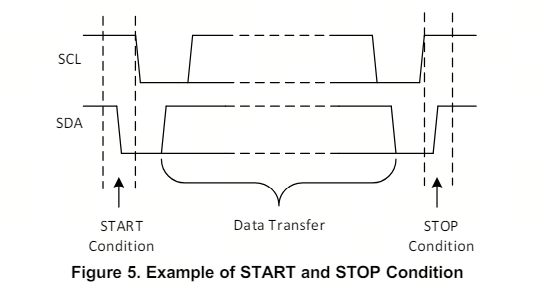 SCL
SDA
START
Condition
Data Transfer
STOP
Condition
Figure 5. Example of START and STOP Condition